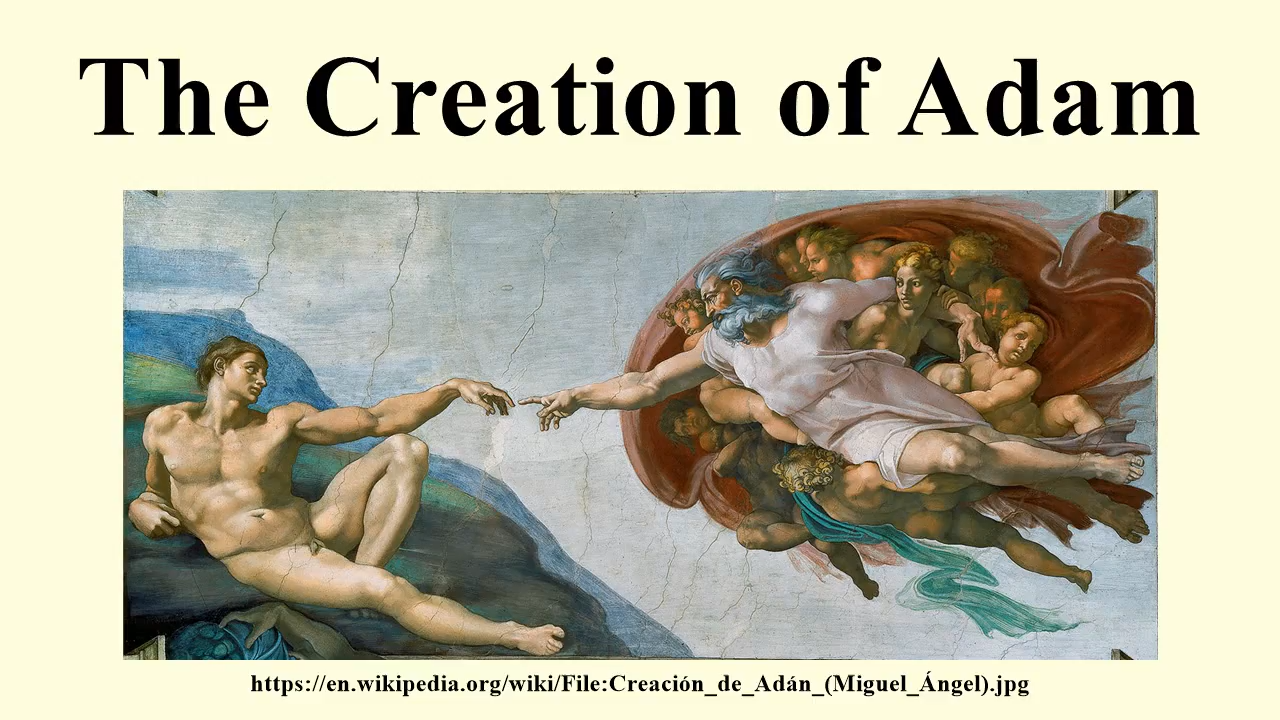 The Creation of Adam
https://en.wikipedia.org/wiki/File:Creación_de_Adán_(Miguel_Ángel).jpg